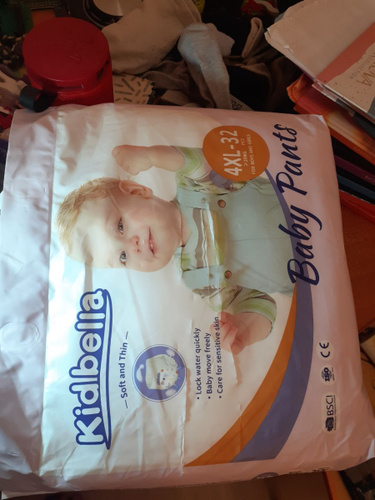 Kidbella
— Soft and Thin —
• Lock water quickly
• Baby move freely
• Care for sensitive skin
4XL-32
Baby Pants
BSCI
ISO
CE